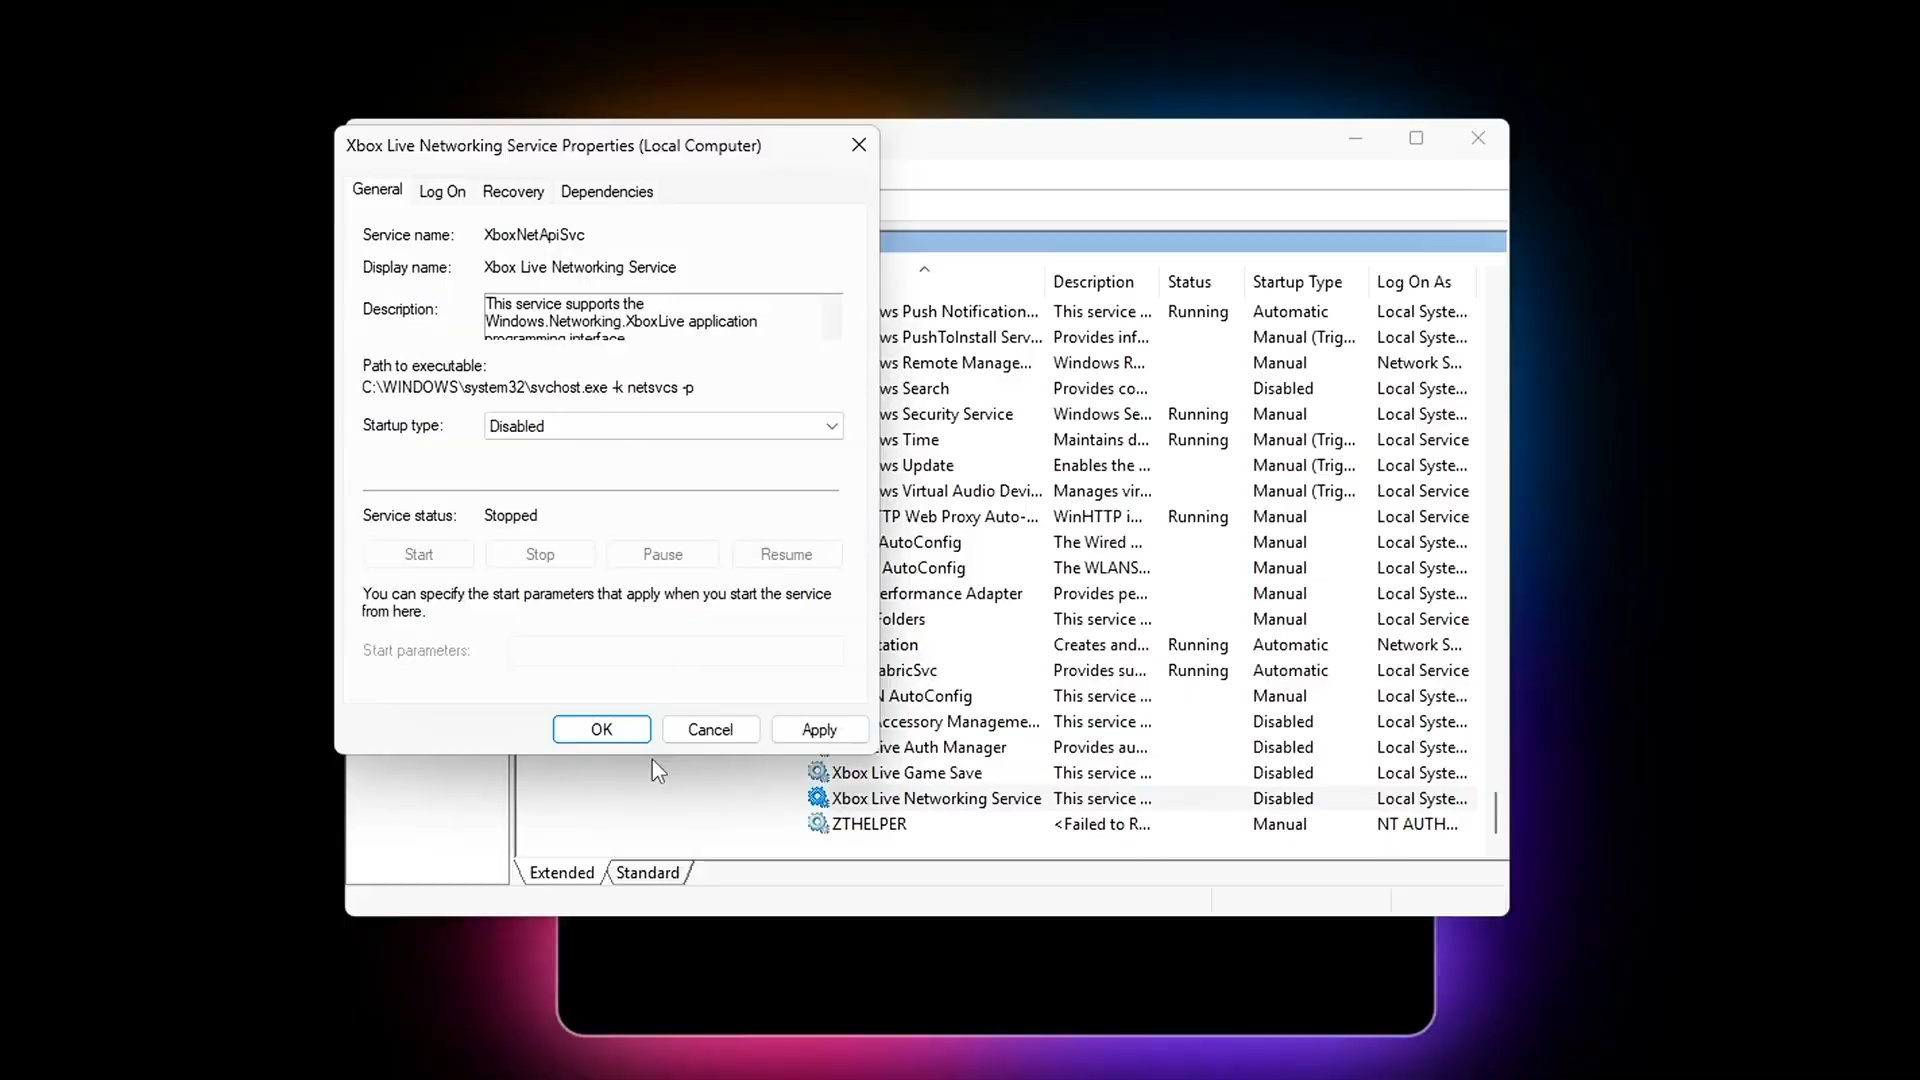 Xbox Live Networking Service Properties (Local Computer)
General Log On Recovery Dependencies
Service name: XboxNetApiSvc
Display name: Xbox Live Networking Service
Description: This service supports the
Windows.Networking.XboxLive application
programming interface.
Path to executable:
C:\WINDOWS\system32\svchost.exe -k netsvcs -p
Startup type: Disabled
Service status: Stopped
Start Stop Pause Resume
You can specify the start parameters that apply when you start the service
from here.
Start parameters:
OK Cancel Apply
Description Status Startup Type Log On As
ws Push Notification... This service ... Running Automatic Local Syste...
ws PushToInstall Serv... Provides inf... Manual (Trig... Local Syste...
ws Remote Manage... Windows R... Manual Network S...
ws Search Provides co... Disabled Local Syste...
ws Security Service Windows Se... Running Manual Local Syste...
ws Time Maintains d... Running Manual (Trig... Local Service
ws Update Enables the ... Manual (Trig... Local Syste...
ws Virtual Audio Devi... Manages vir... Manual (Trig... Local Service
TP Web Proxy Auto-... WinHTTP i... Running Manual Local Service
AutoConfig The Wired ... Manual Local Syste...
AutoConfig The WLANS... Manual Local Syste...
erformance Adapter Provides pe... Manual Local Syste...
Folders This service ... Manual Local Service
tation Creates and... Running Automatic Network S...
abricSvc Provides su... Running Automatic Local Service
N AutoConfig This service ... Manual Local Syste...
Accessory Manageme... This service ... Disabled Local Syste...
ive Auth Manager Provides au... Disabled Local Syste...
Xbox Live Game Save This service ... Disabled Local Syste...
Xbox Live Networking Service This service ... Disabled Local Syste...
ZTHELPER <Failed to R... Manual NT AUTH...
Extended Standard